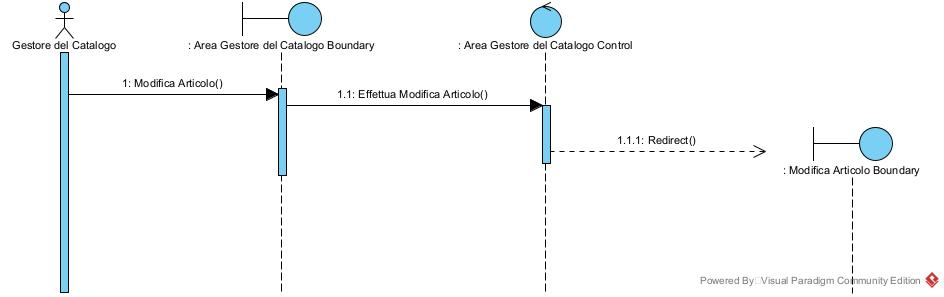 Gestore del Catalogo
: Area Gestore del Catalogo Boundary
: Area Gestore del Catalogo Control
1: Modifica Articolo()
1.1: Effettua Modifica Articolo()
1.1.1: Redirect()
: Modifica Articolo Boundary
Powered By Visual Paradigm Community Edition